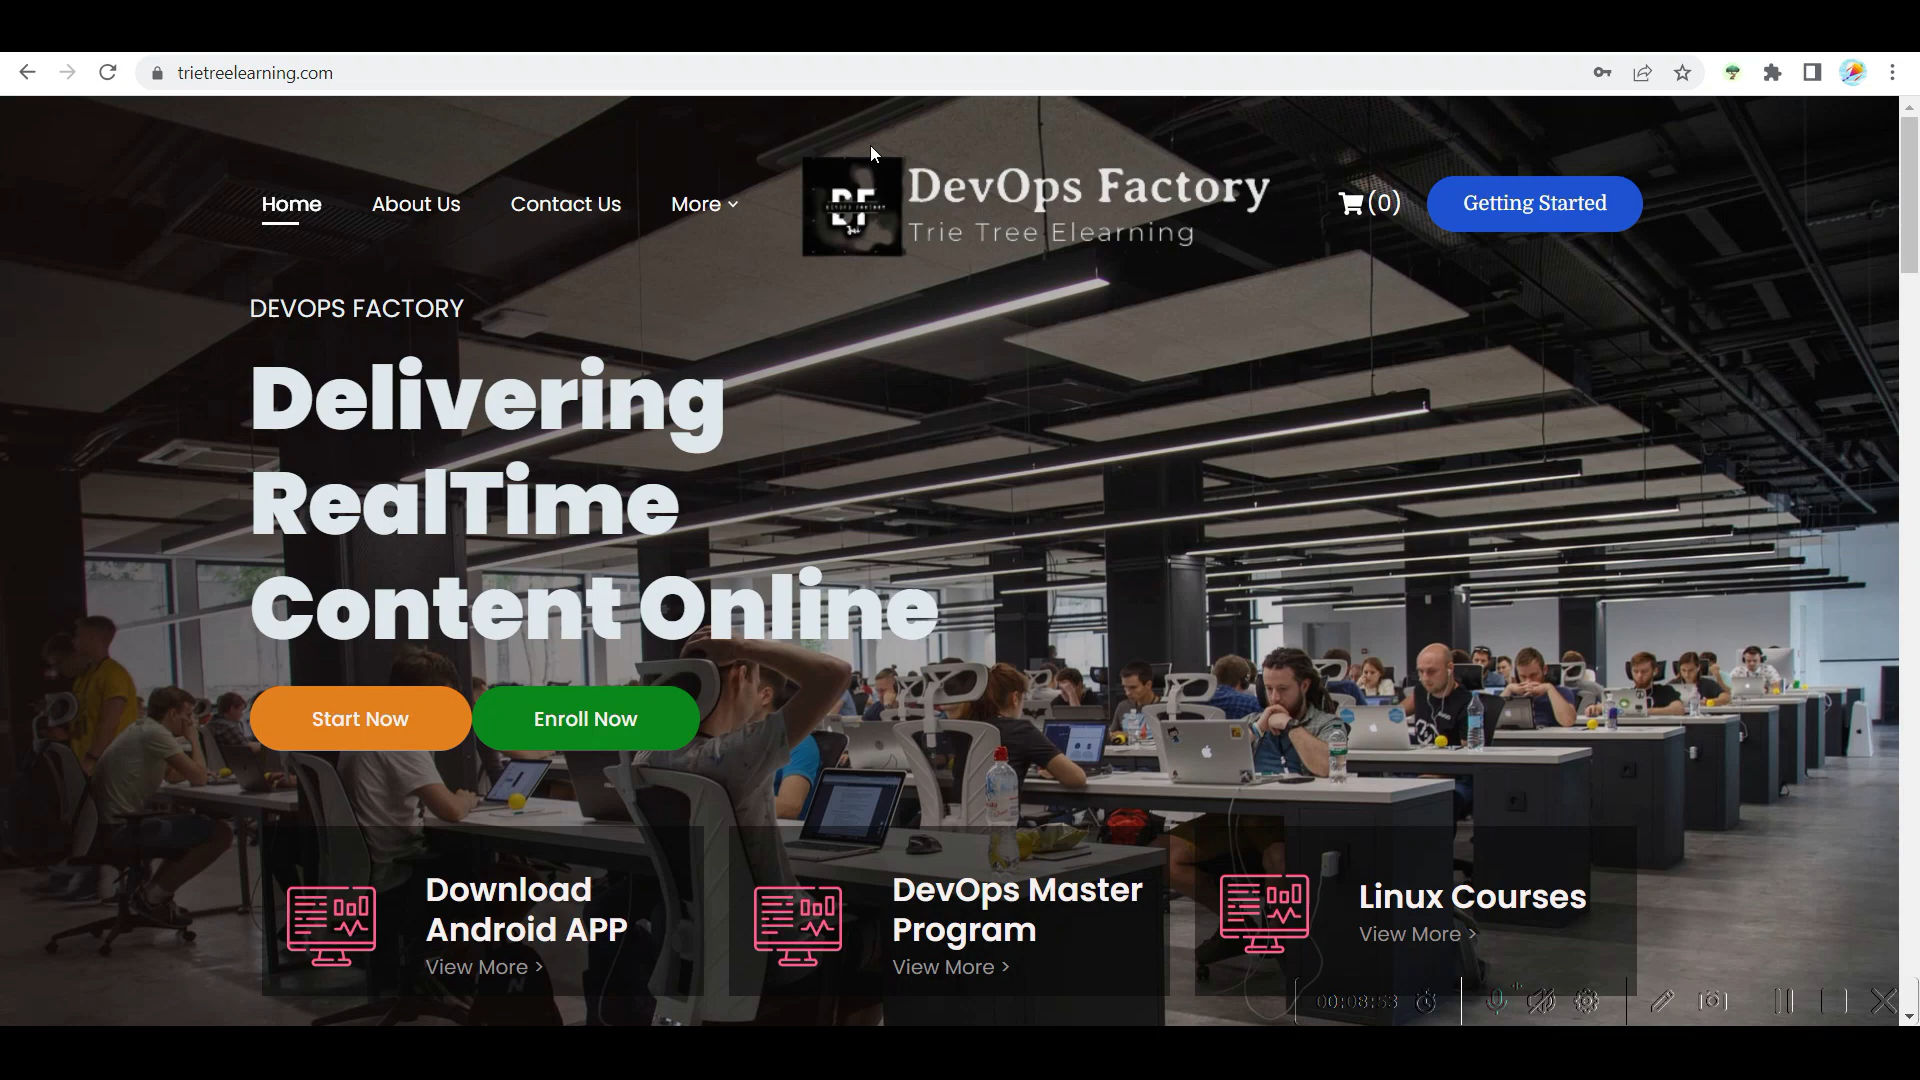 trietreelearning.com
Home About Us Contact Us More
DF
DevOps Factory
Trie Tree Elearning
(0)
Getting Started
DEVOPS FACTORY
Delivering
RealTime
Content Online
Start Now Enroll Now
Download
Android APP
View More >
DevOps Master
Program
View More >
Linux Courses
View More >
00:08:53